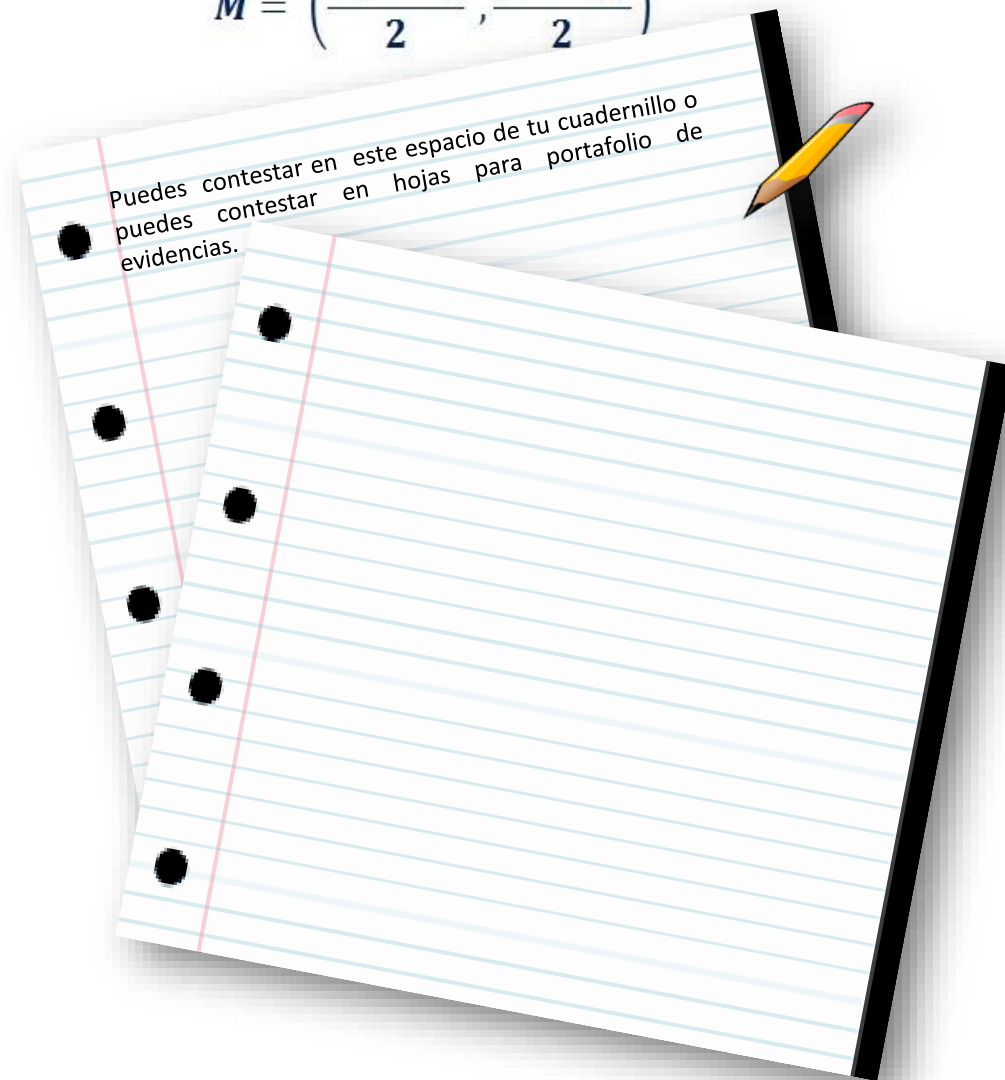 M = ( / 2 , / 2 )
Puedes contestar en este espacio de tu cuadernillo o
puedes contestar en hojas para portafolio de
evidencias.